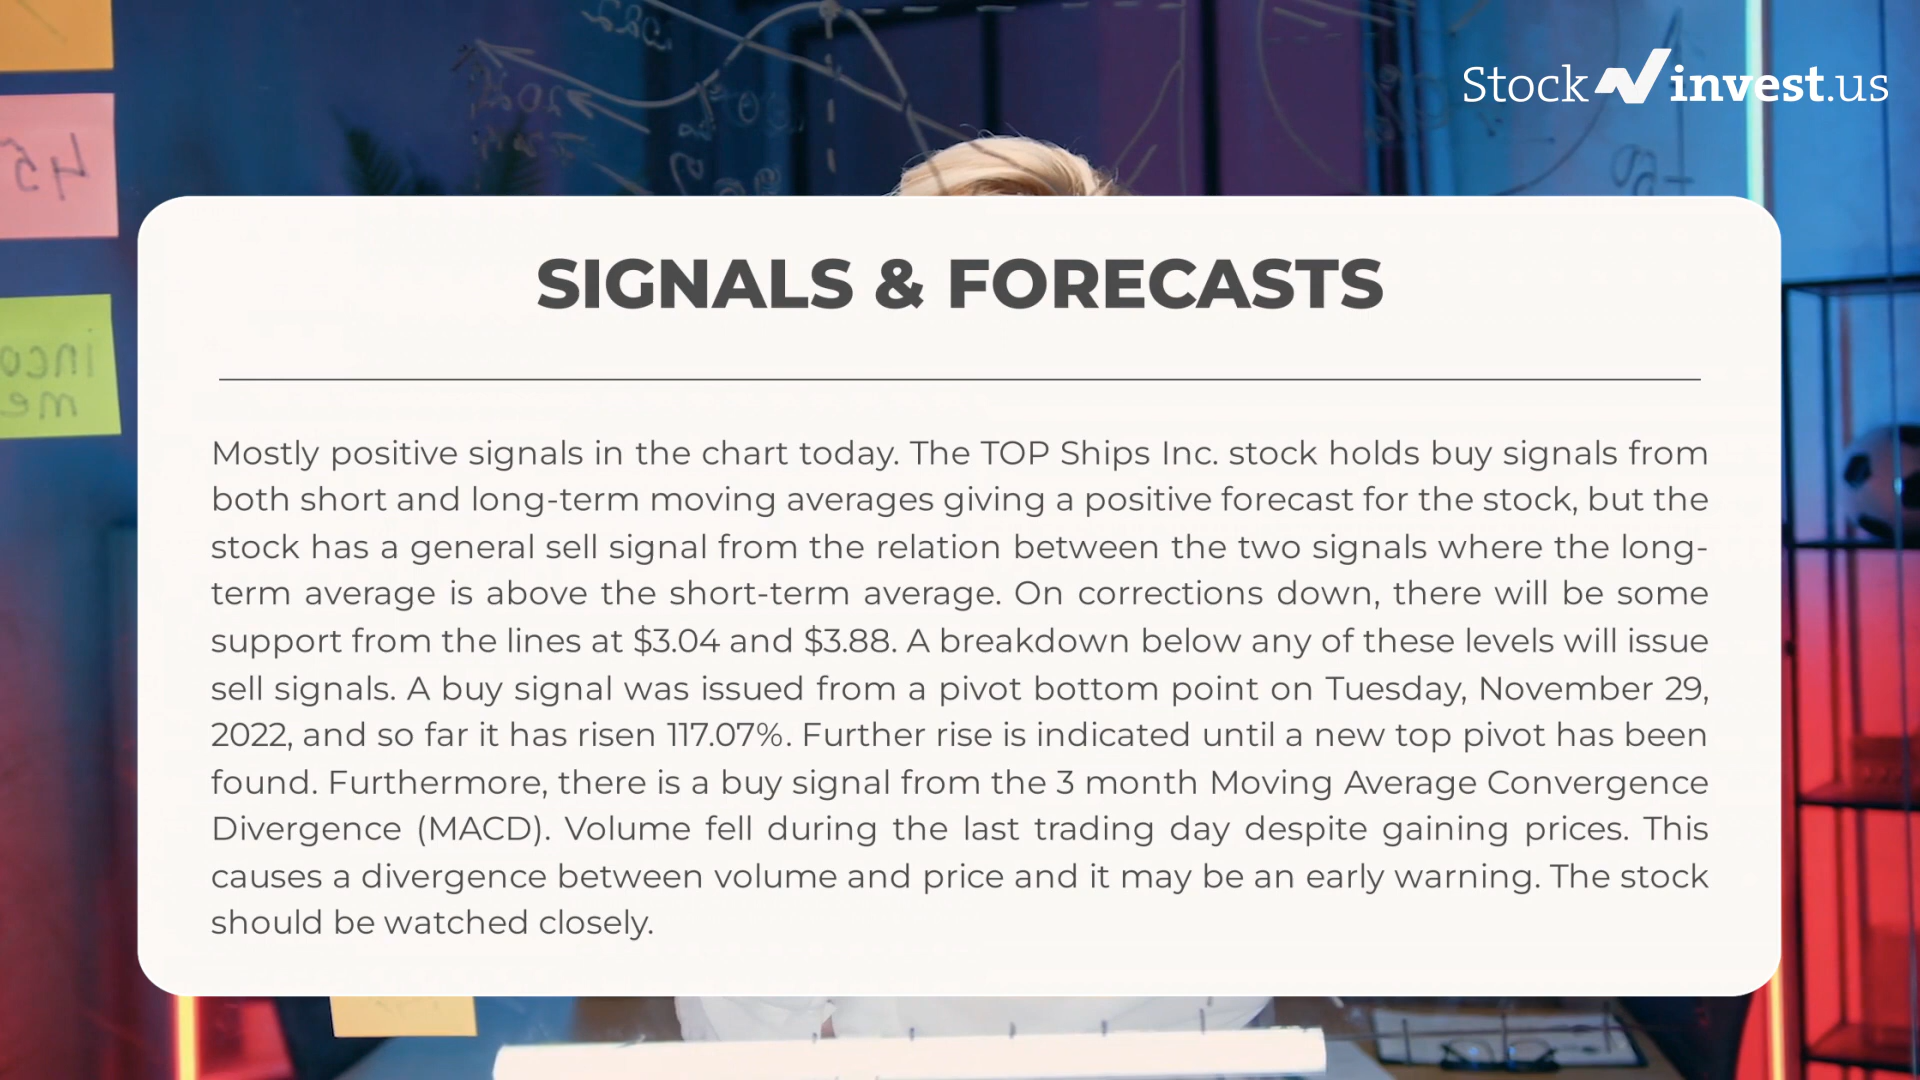 Stock invest.us
45
inco
me
SIGNALS & FORECASTS
Mostly positive signals in the chart today. The TOP Ships Inc. stock holds buy signals from
both short and long-term moving averages giving a positive forecast for the stock, but the
stock has a general sell signal from the relation between the two signals where the long-
term average is above the short-term average. On corrections down, there will be some
support from the lines at $3.04 and $3.88. A breakdown below any of these levels will issue
sell signals. A buy signal was issued from a pivot bottom point on Tuesday, November 29,
2022, and so far it has risen 117.07%. Further rise is indicated until a new top pivot has been
found. Furthermore, there is a buy signal from the 3 month Moving Average Convergence
Divergence (MACD). Volume fell during the last trading day despite gaining prices. This
causes a divergence between volume and price and it may be an early warning. The stock
should be watched closely.